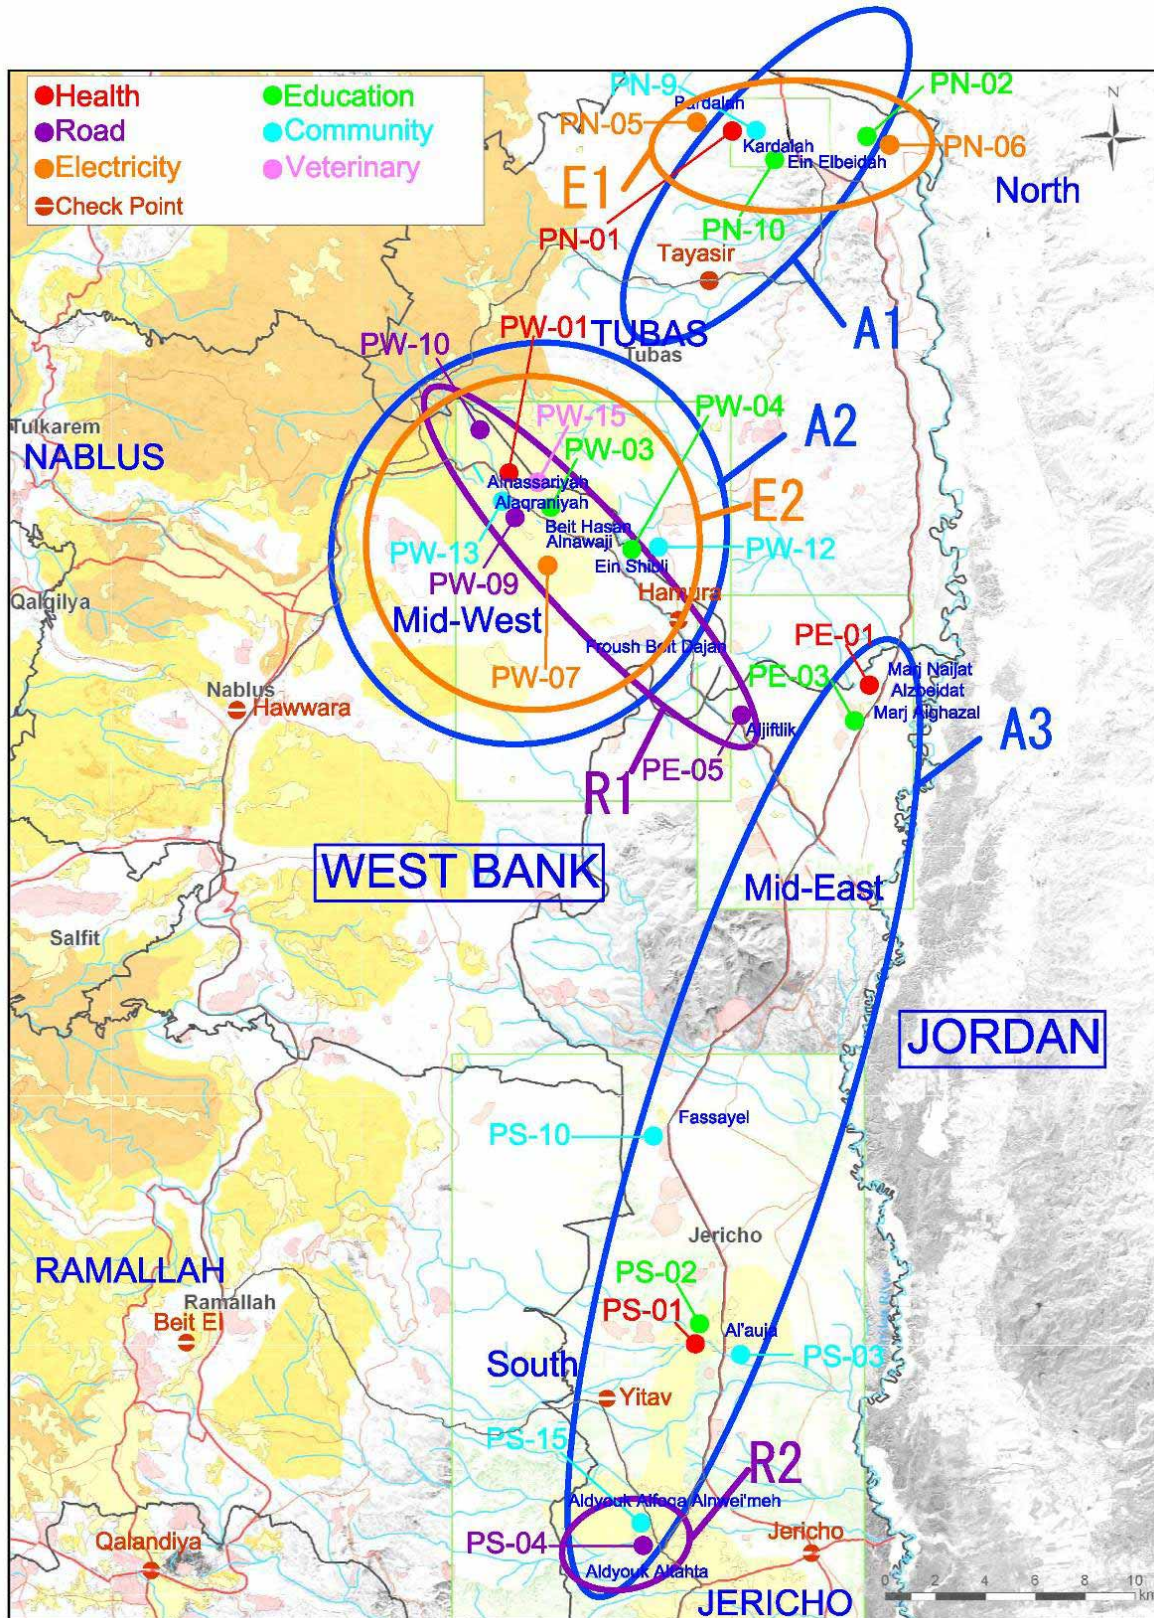 Health
Education
Road
Community
Electricity
Veterinary
Check Point
PN-9
PN-02
Bardalah
PN-05
Kardalah
PN-06
Ein Elbeidah
E1
North
N
PN-01
PN-10
Tayasir
A1
PW-01
TUBAS
PW-10
Tubas
PW-15
PW-04
A2
Tulkarem
NABLUS
PW-03
Alnassariyah
Alaqraniyah
E2
Beit Hasan
Alnawaji
PW-13
PW-12
Ein Shibli
PW-09
Hamura
Qalqilya
Mid-West
PE-01
Froush Beit Dajan
Marj Naijat
PW-07
PE-03
Alzbeidat
Nablus
Hawwara
Marj Alghazal
Aljiftlik
A3
PE-05
R1
WEST BANK
Mid-East
Salfit
JORDAN
Fassayel
PS-10
Jericho
RAMALLAH
PS-02
Ramallah
PS-01
Beit El
Al'auja
South
PS-03
Yitav
PS-15
R2
Aldyouk Alfaqa Alnwei'meh
Qalandiya
PS-04
Jericho
Aldyouk Altahta
JERICHO
0 2 4 6 8 10
km